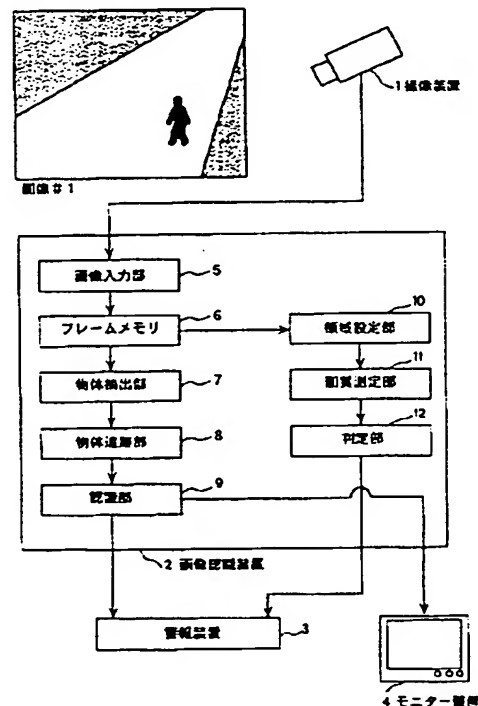 1 撮像装置
画像#1
画像入力部
5
フレームメモリ
6
物体抽出部
7
物体追跡部
8
認識部
9
領域設定部
10
画質測定部
11
判定部
12
2 画像認識装置
警報装置
3
4 モニター装置